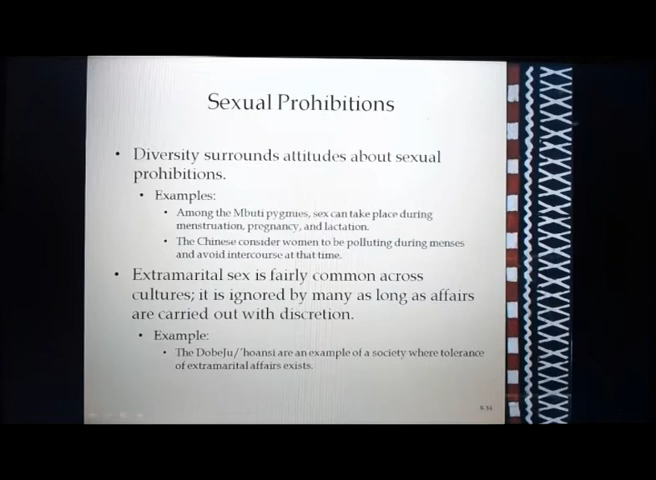 Sexual Prohibitions
• Diversity surrounds attitudes about sexual
prohibitions.
• Examples:
• Among the Mbuti pygmies, sex can take place during
menstruation, pregnancy, and lactation.
• The Chinese consider women to be polluting during menses
and avoid intercourse at that time.
• Extramarital sex is fairly common across
cultures; it is ignored by many as long as affairs
are carried out with discretion.
• Example:
• The DobeJu/'hoansi are an example of a society where tolerance
of extramarital affairs exists.